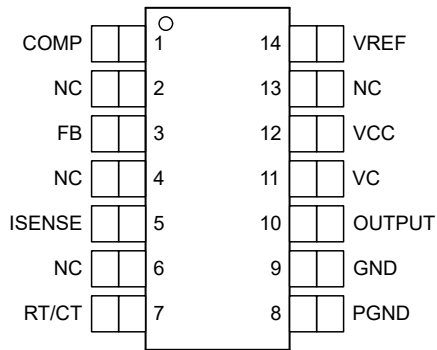 COMP 1 14 VREF
NC 2 13 NC
FB 3 12 VCC
NC 4 11 VC
ISENSE 5 10 OUTPUT
NC 6 9 GND
RT/CT 7 8 PGND